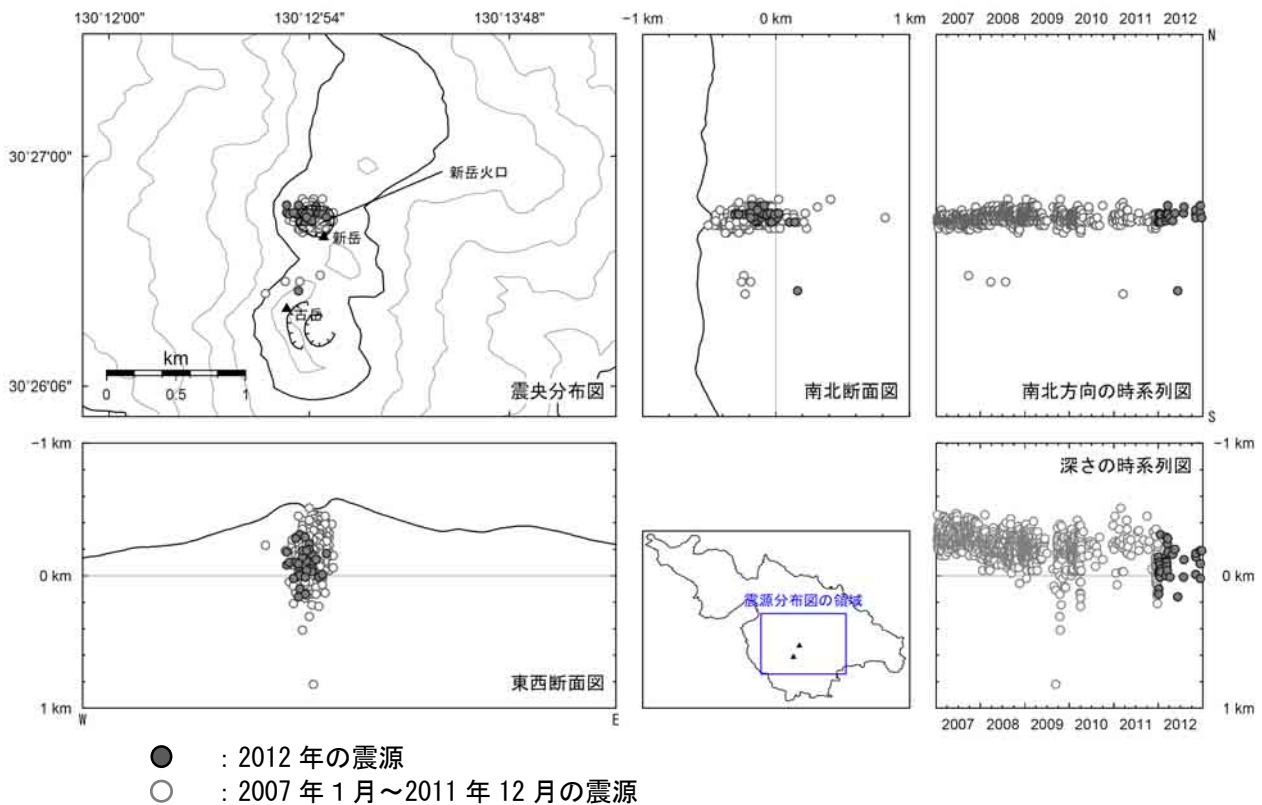 130°12'00" 130°12'54" 130°13'48"
−1 km 0 km 1 km
2007 2008 2009 2010 2011 2012
N
30°27'00"
新岳火口
新岳
古岳
km
0 0.5 1
30°26'06"
震央分布図
南北断面図
南北方向の時系列図
S
−1 km
0 km
1 km
東西断面図
W E
震源分布図の領域
深さの時系列図
−1 km
0 km
1 km
2007 2008 2009 2010 2011 2012
: 2012 年の震源
: 2007 年 1 月～2011 年 12 月の震源